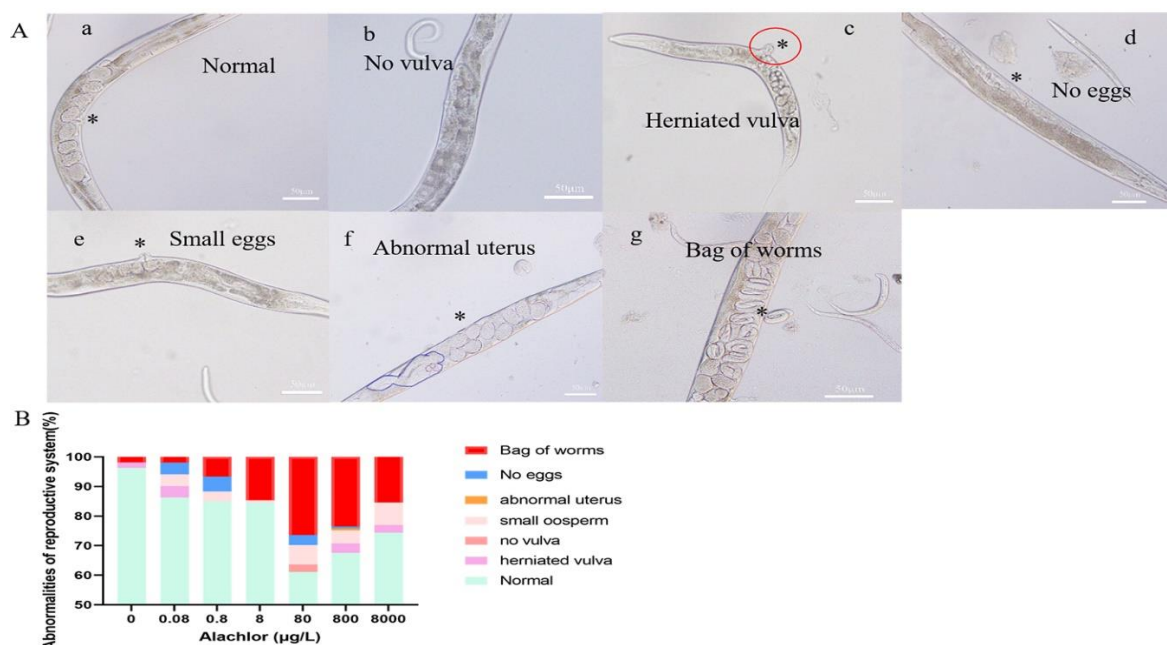 A
a
Normal
*
50μm
b
No vulva
50μm
c
*
Herniated vulva
50μm
d
*
No eggs
50μm
e
*
Small eggs
50μm
f
Abnormal uterus
*
g
Bag of worms
*
50μm
B
Abnormalities of reproductive system(%)
100
90
80
70
60
50
0 0.08 0.8 8 80 800 8000
Alachlor (μg/L)
Bag of worms
No eggs
abnormal uterus
small oosperm
no vulva
herniated vulva
Normal